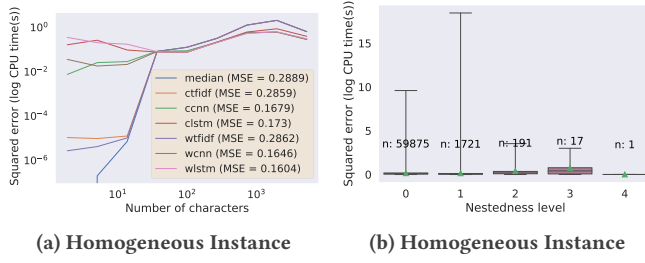 Squared error (log CPU time(s))
10^0
10^-2
10^-4
10^-6
median (MSE = 0.2889)
ctfidf (MSE = 0.2859)
ccnn (MSE = 0.1679)
clstm (MSE = 0.173)
wtfidf (MSE = 0.2862)
wcnn (MSE = 0.1646)
wlstm (MSE = 0.1604)
10^1 10^2 10^3
Number of characters
(a) Homogeneous Instance
Squared error (log CPU time(s))
15
10
5
0
n: 59875 n: 1721 n: 191 n: 17 n: 1
0 1 2 3 4
Nestedness level
(b) Homogeneous Instance